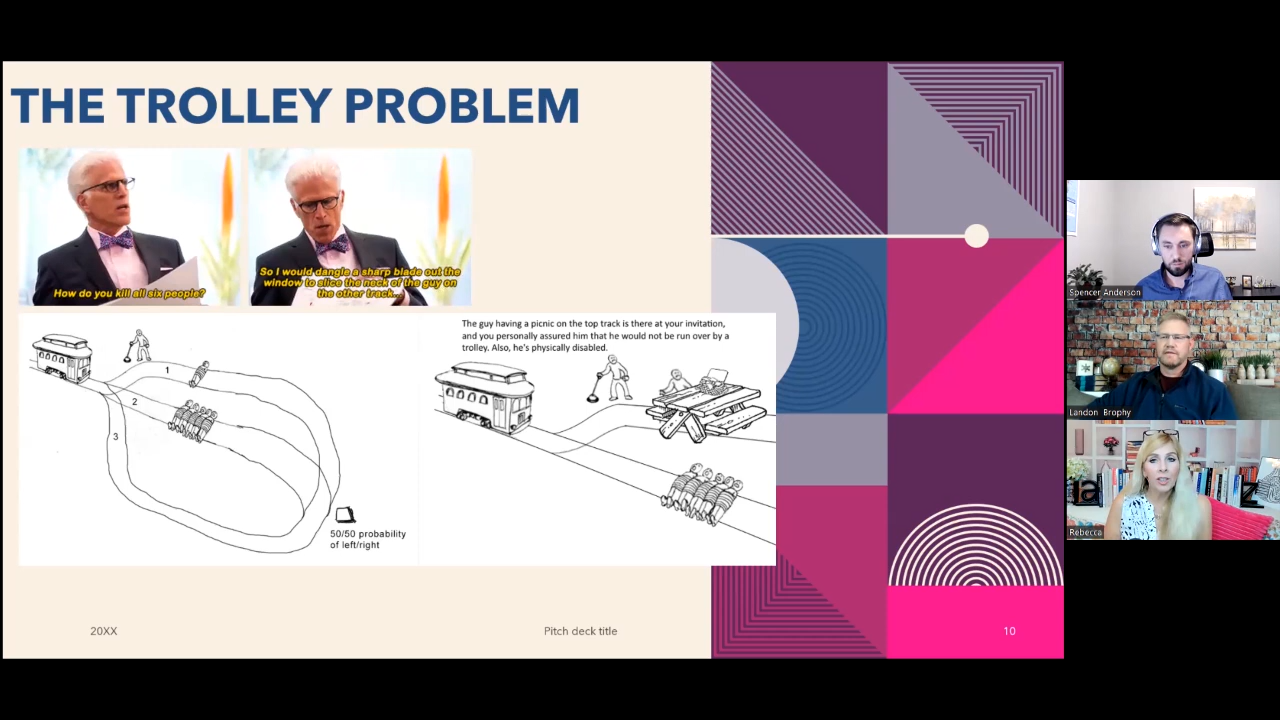 THE TROLLEY PROBLEM
How do you kill all six people?
So I would dangle a sharp blade out the
window to slice the neck of the guy on
the other track...
The guy having a picnic on the top track is there at your invitation,
and you personally assured him that he would not be run over by a
trolley. Also, he's physically disabled.
1
2
3
50/50 probability
of left/right
20XX
Pitch deck title
10
Spencer Anderson
Landon Brophy
Rebecca